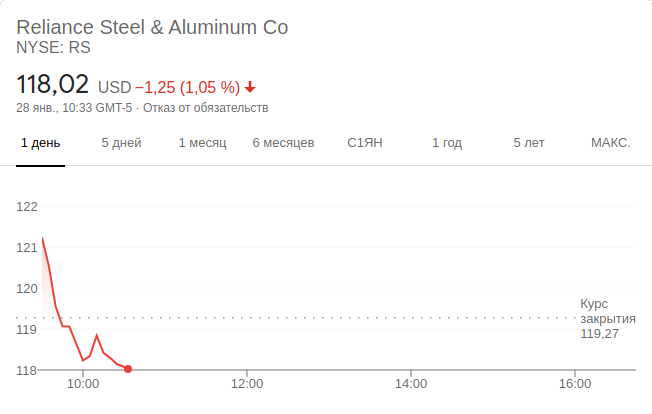 Reliance Steel & Aluminum Co
NYSE: RS
118,02 USD −1,25 (1,05 %)
28 янв., 10:33 GMT-5 · Отказ от обязательств
1 день 5 дней 1 месяц 6 месяцев С1ЯН 1 год 5 лет МАКС.
122
121
120
119
118
Курс
закрытия
119,27
10:00 12:00 14:00 16:00